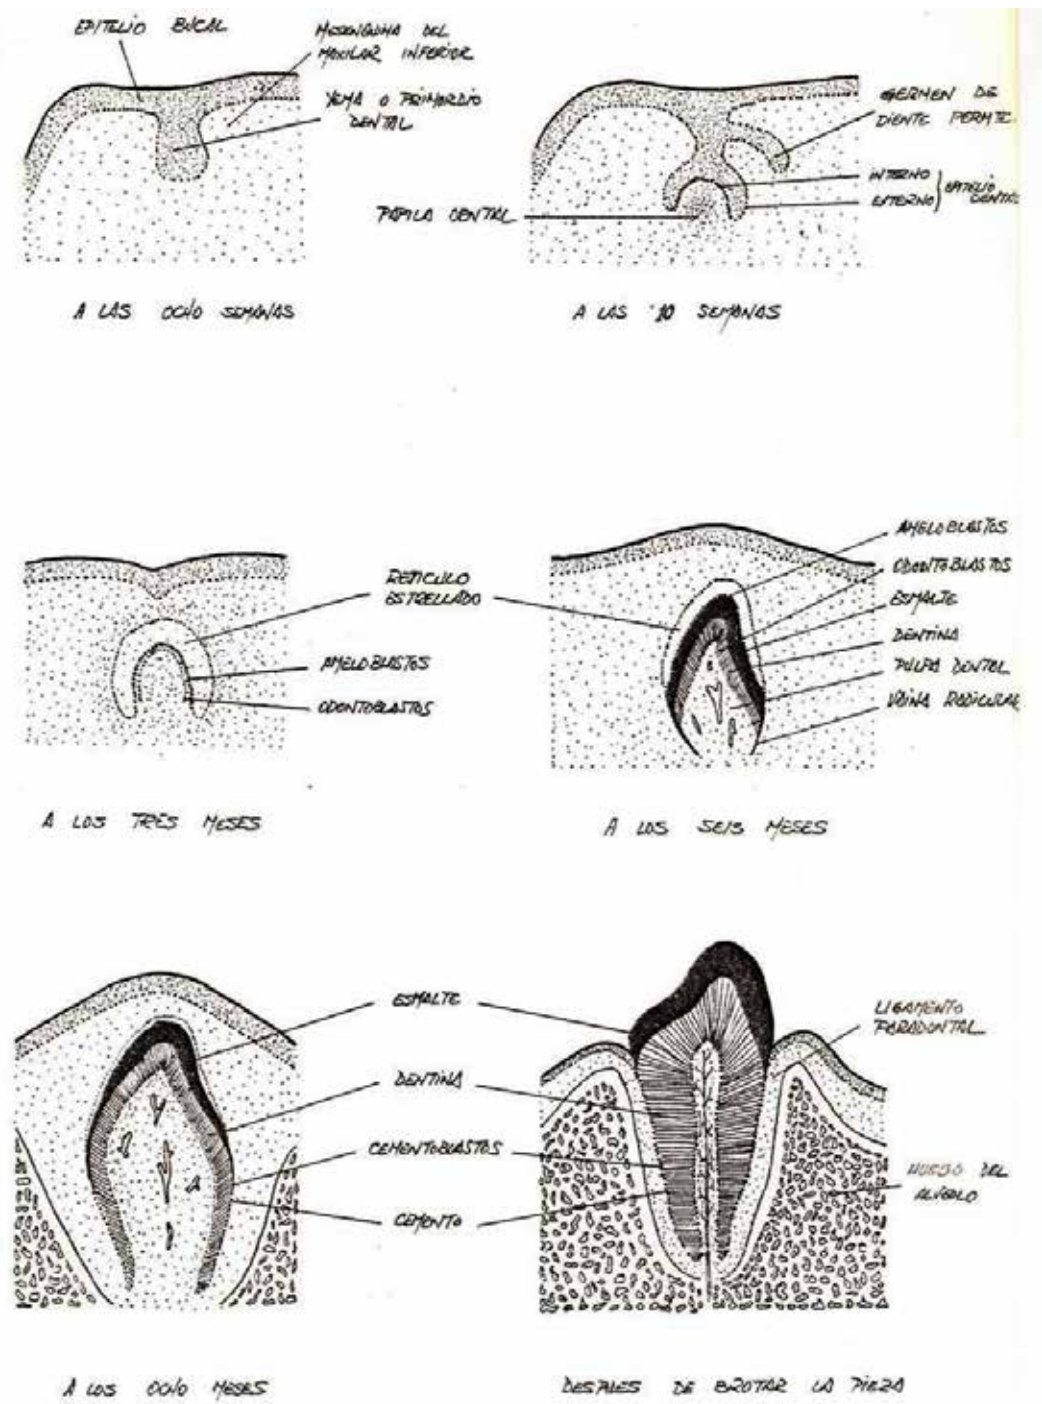 EPITELIO BUCAL
MESENQUIMA DEL
MAXILAR INFERIOR
YEMA O PRIMORDIO
DENTAL
A LAS OCHO SEMANAS
GERMEN DE
DIENTE PERMTE.
INTERNO
EXTERNO
EPITELIO
DENTAL
PAPILA DENTAL
A LAS 10 SEMANAS
RETICULO
ESTRELLADO
AMELOBLASTOS
ODONTOBLASTOS
A LOS TRES MESES
AMELOBLASTOS
ODONTOBLASTOS
ESMALTE
DENTINA
PULPA DENTAL
VAINA RADICULAR
A LOS SEIS MESES
ESMALTE
DENTINA
CEMENTOBLASTOS
CEMENTO
A LOS OCHO MESES
LIGAMENTO
PARADONTAL
HUESO DEL
ALVEOLO
DESPUES DE BROTAR LA PIEZA